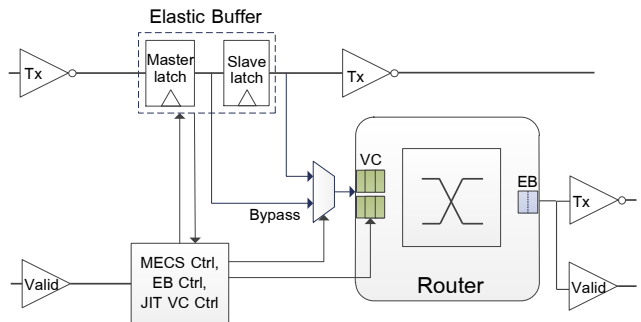 Elastic Buffer
Tx
Master
latch
Slave
latch
Tx
VC
EB
Tx
Bypass
Valid
MECS Ctrl,
EB Ctrl,
JIT VC Ctrl
Router
Valid